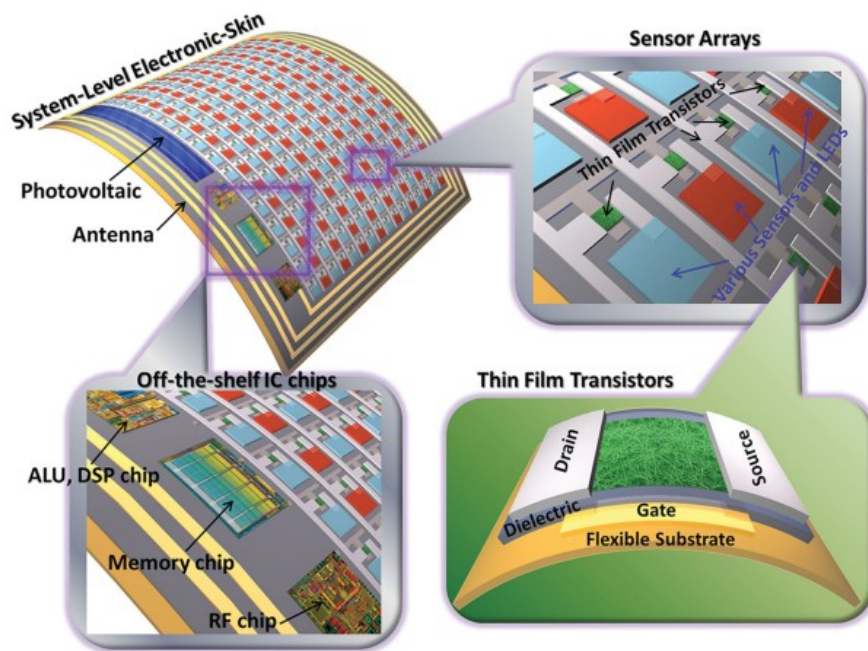 System-Level Electronic-Skin
Photovoltaic
Antenna
Sensor Arrays
Thin Film Transistors
Various Sensors and LEDs
Off-the-shelf IC chips
ALU, DSP chip
Memory chip
RF chip
Thin Film Transistors
Drain
Source
Dielectric
Gate
Flexible Substrate